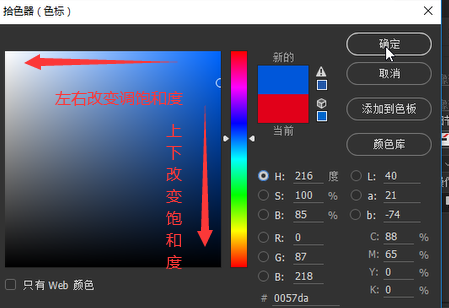 拾色器（色标）
新的
当前
确定
取消
添加到色板
颜色库
左右改变拥饱和度
上下改变饱和度
H: 216 度
S: 100 %
B: 85 %
R: 0
G: 87
B: 218
L: 40
a: 21
b: -74
C: 88 %
M: 65 %
Y: 0 %
K: 0 %
# 0057da
只有 Web 颜色